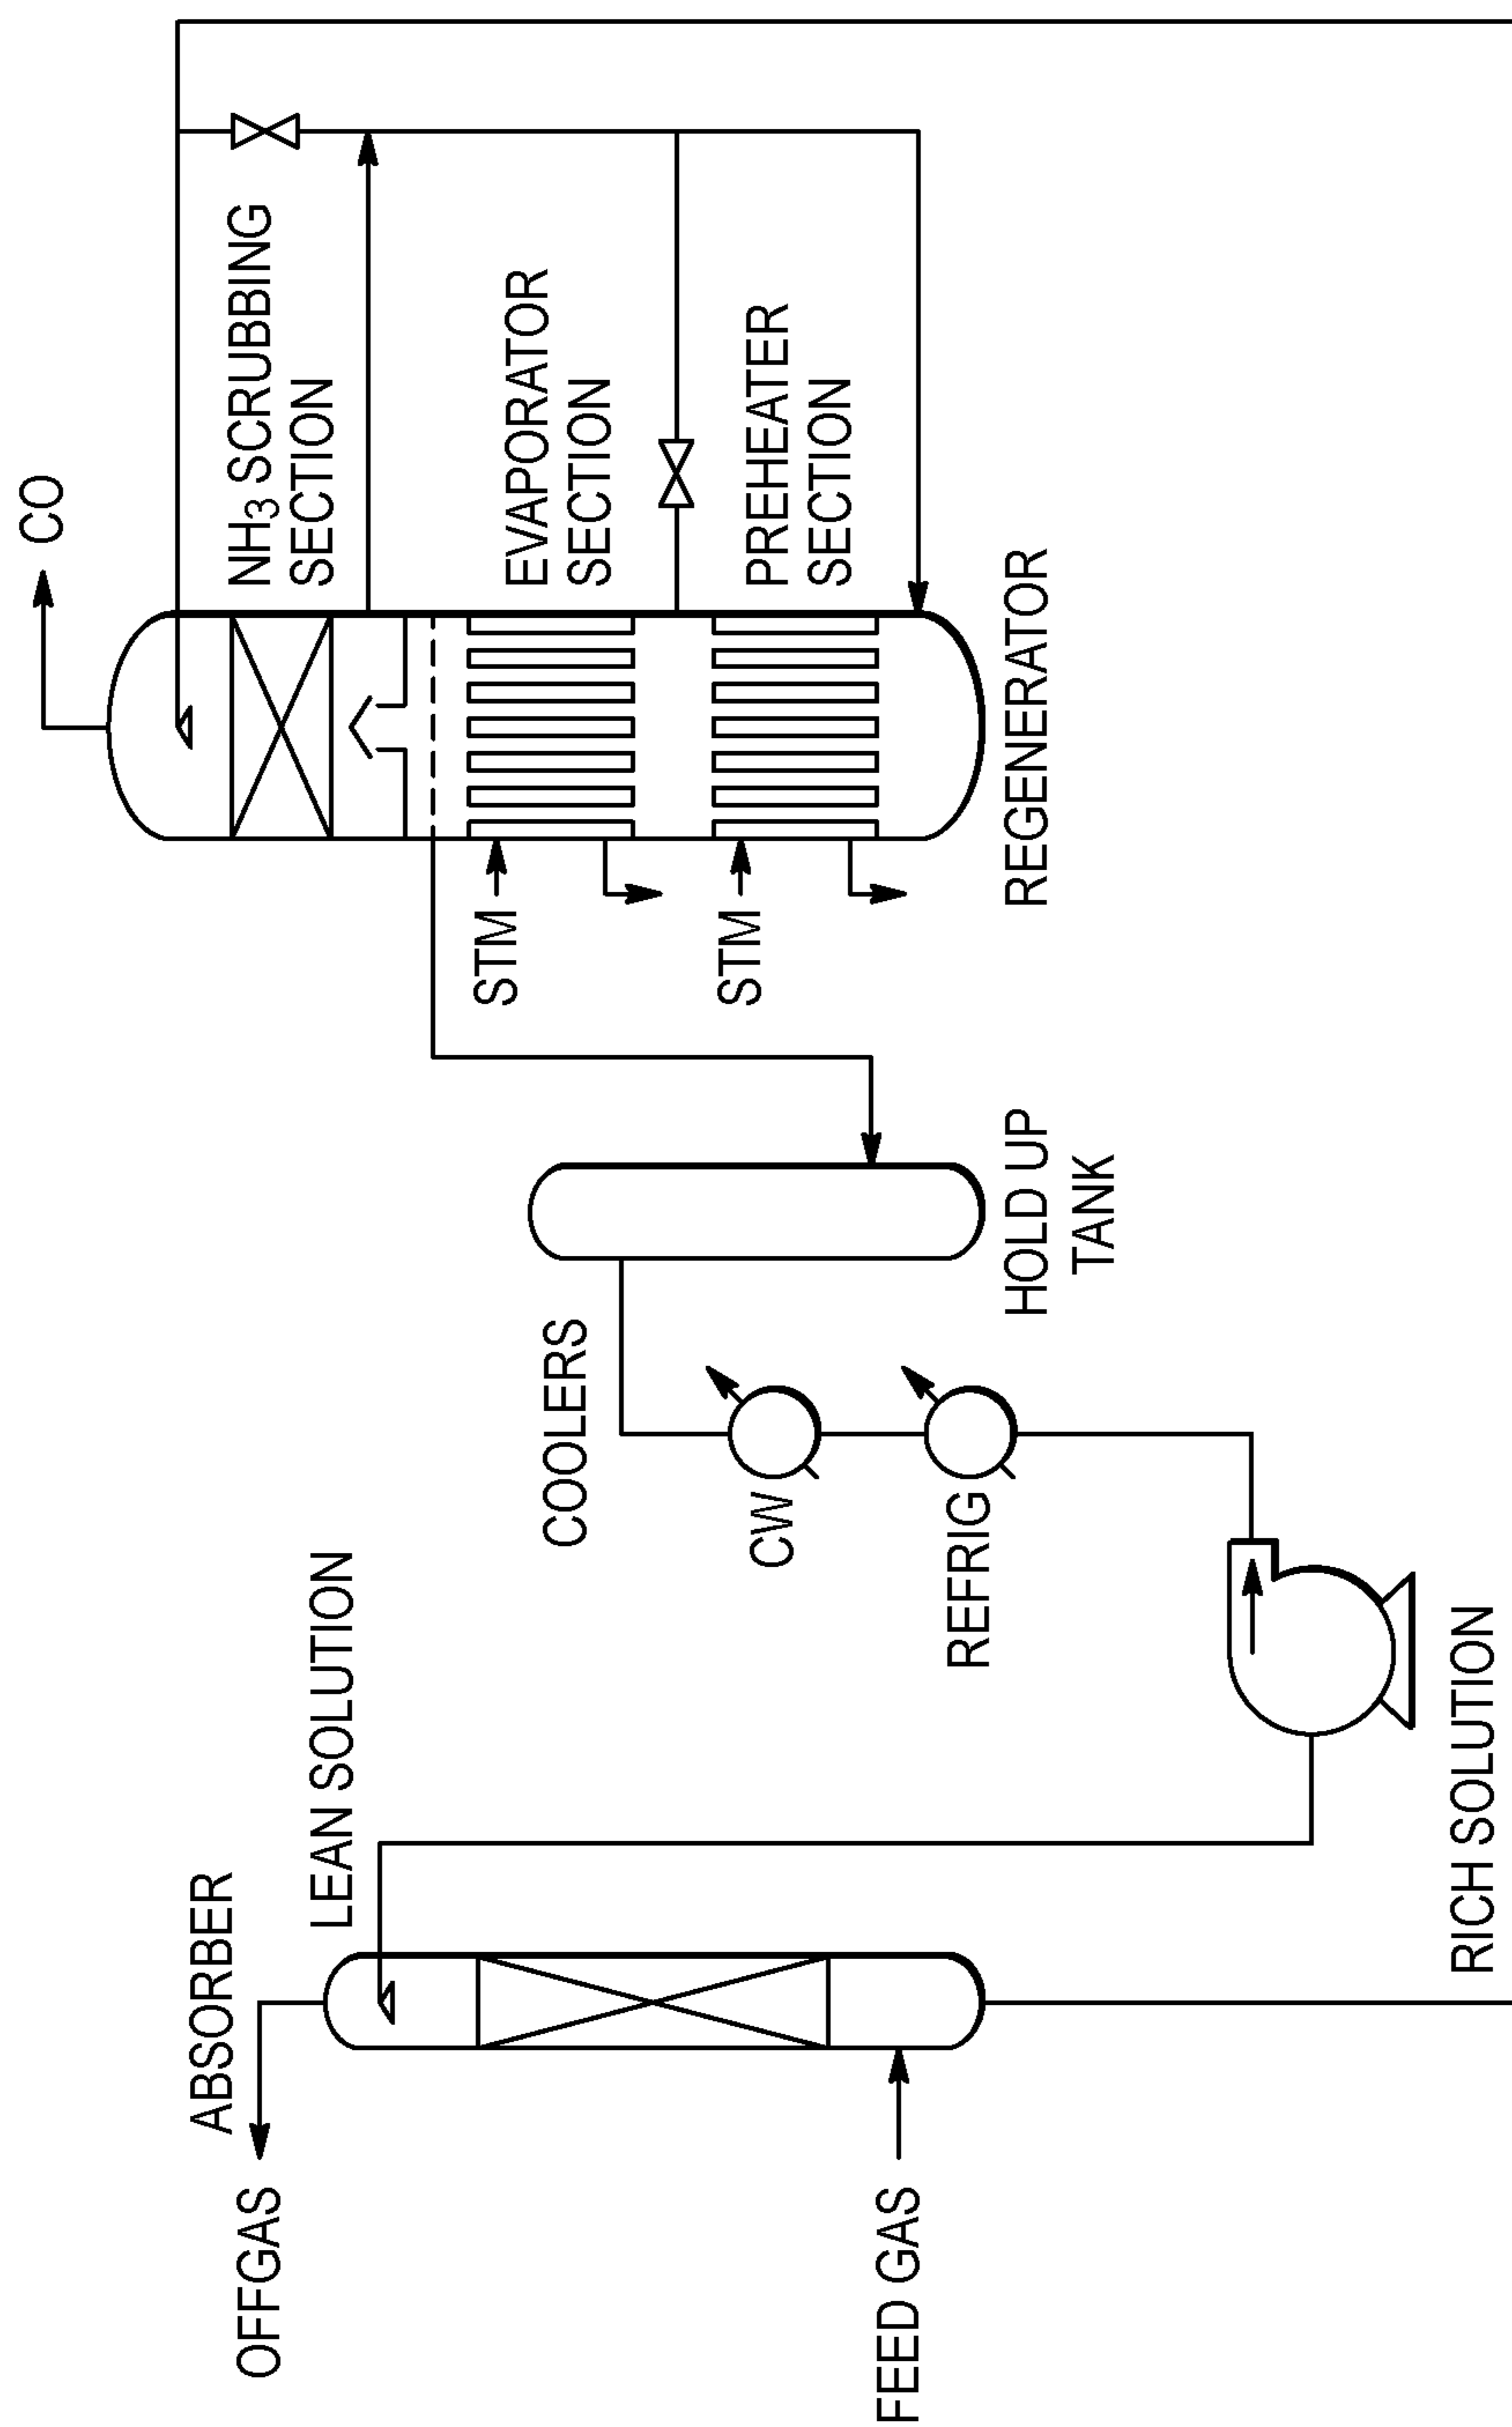 ABSORBER
OFFGAS
LEAN SOLUTION
FEED GAS
COOLERS
CW
REFRIG
RICH SOLUTION
HOLD UP
TANK
CO
NH3 SCRUBBING
SECTION
EVAPORATOR
SECTION
STM
PREHEATER
SECTION
STM
REGENERATOR